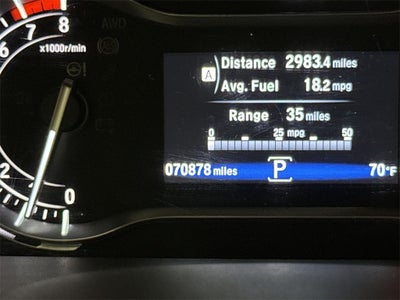 AWD
8
7
x1000r/min
6
Distance 2983.4 miles
A
Avg. Fuel 18.2 mpg
Range 35 miles
0 25 mpg 50
2
0
070878 miles P 70°F